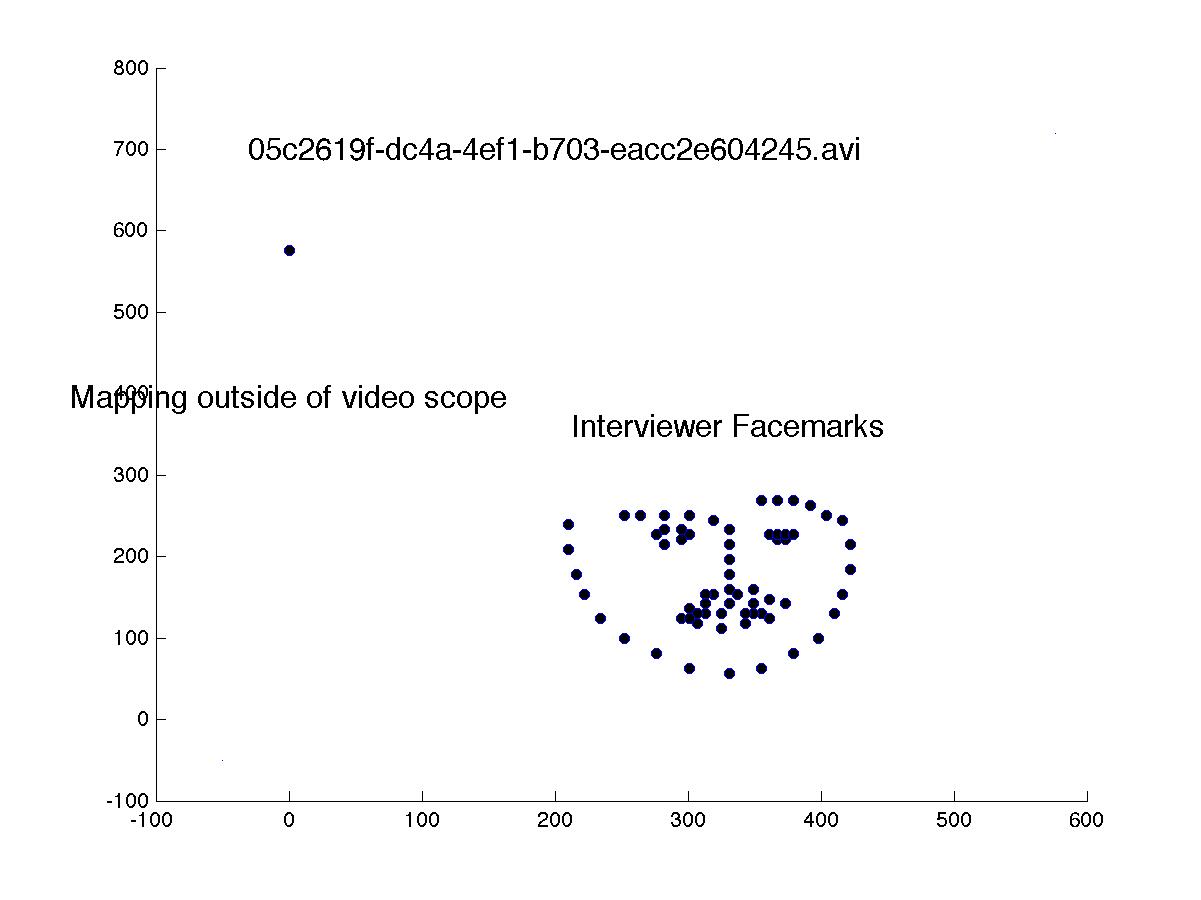 800
700
05c2619f-dc4a-4ef1-b703-eacc2e604245.avi
600
500
400
Mapping outside of video scope
Interviewer Facemarks
300
200
100
0
-100
-100 0 100 200 300 400 500 600